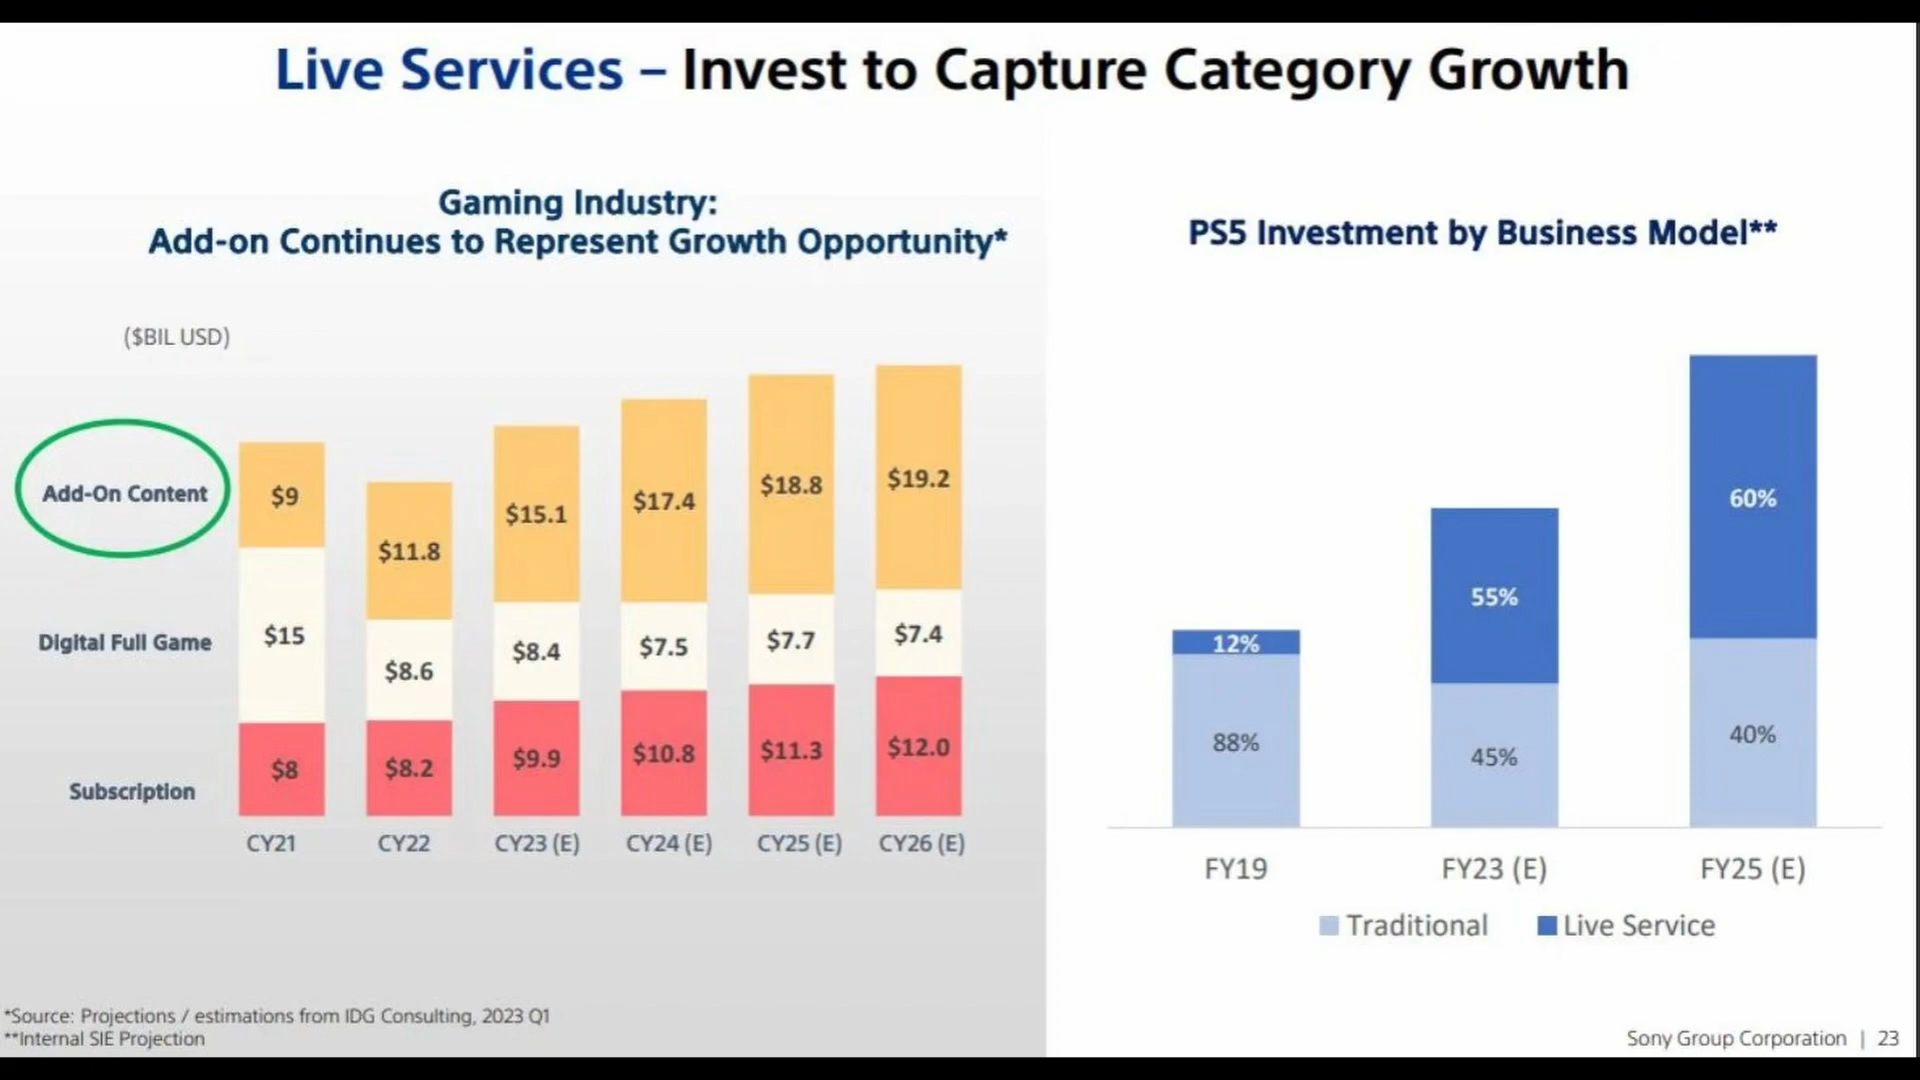 Live Services – Invest to Capture Category Growth
Gaming Industry:
Add-on Continues to Represent Growth Opportunity*
($BIL USD)
Add-On Content
$9
$11.8
$15.1
$17.4
$18.8
$19.2
Digital Full Game
$15
$8.6
$8.4
$7.5
$7.7
$7.4
Subscription
$8
$8.2
$9.9
$10.8
$11.3
$12.0
CY21
CY22
CY23 (E)
CY24 (E)
CY25 (E)
CY26 (E)
PS5 Investment by Business Model**
12%
55%
60%
88%
45%
40%
FY19
FY23 (E)
FY25 (E)
Traditional
Live Service
*Source: Projections / estimations from IDG Consulting, 2023 Q1
**Internal SIE Projection
Sony Group Corporation | 23